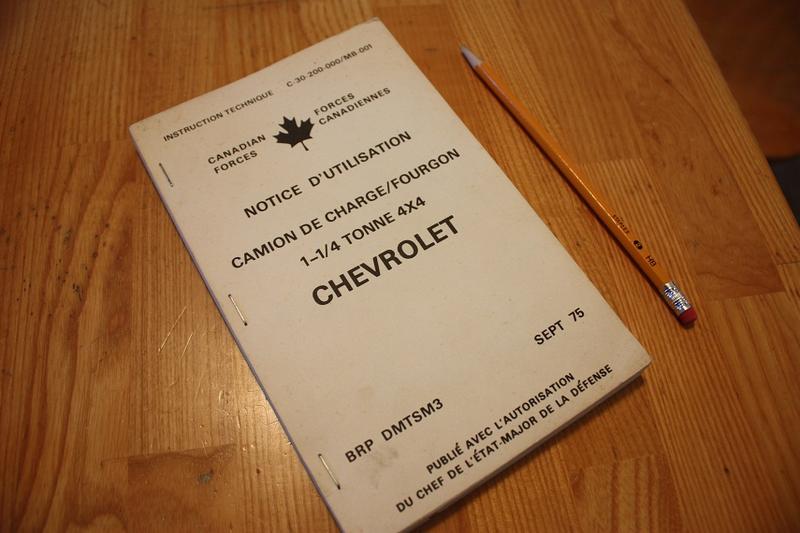 INSTRUCTION TECHNIQUE C-30-200-000/MB-001
CANADIAN FORCES
FORCES CANADIENNES
NOTICE D'UTILISATION
CAMION DE CHARGE/FOURGON
1-1/4 TONNE 4X4
CHEVROLET
SEPT 75
BRP DMTSM3
PUBLIÉ AVEC L'AUTORISATION
DU CHEF DE L'ÉTAT-MAJOR DE LA DÉFENSE
HB